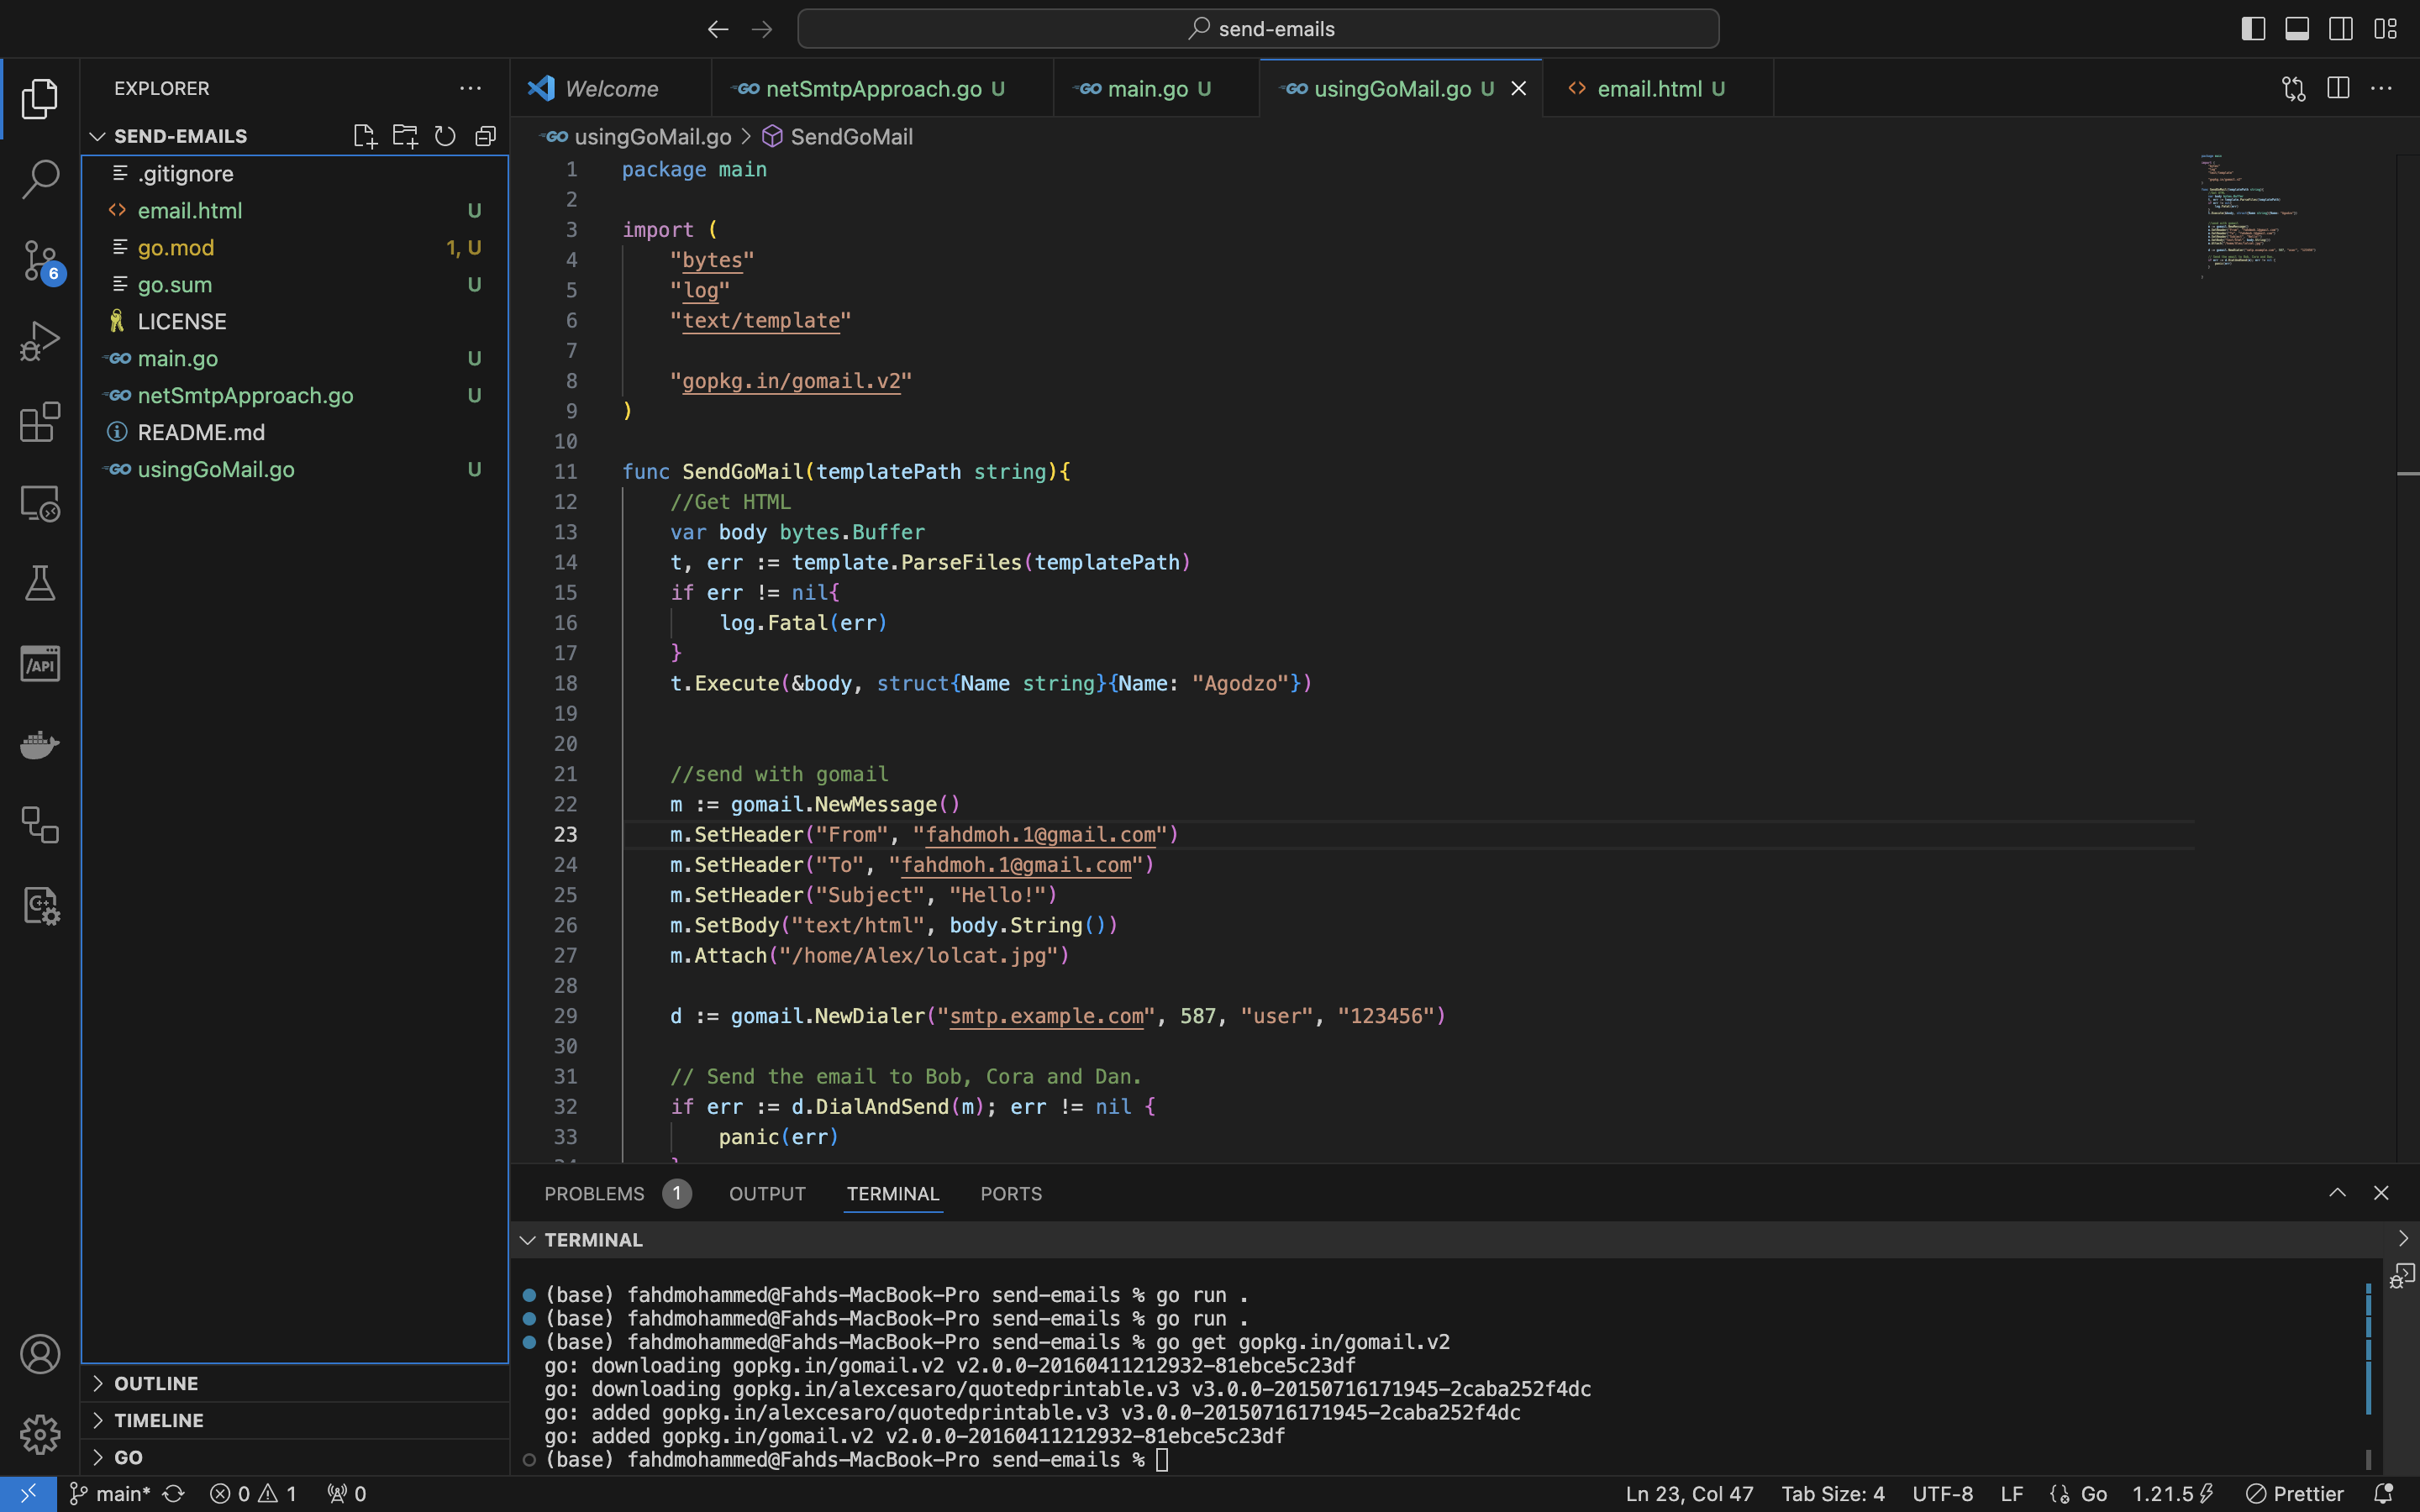 send-emails
EXPLORER
Welcome
netSmtpApproach.go U
main.go U
usingGoMail.go U
email.html U
SEND-EMAILS
usingGoMail.go > SendGoMail
.gitignore
email.html U
go.mod 1, U
go.sum U
LICENSE
main.go U
netSmtpApproach.go U
README.md
usingGoMail.go U
6
/API
1 package main
2
3 import (
4 "bytes"
5 "log"
6 "text/template"
7
8 "gopkg.in/gomail.v2"
9 )
10
11 func SendGoMail(templatePath string){
12 //Get HTML
13 var body bytes.Buffer
14 t, err := template.ParseFiles(templatePath)
15 if err != nil{
16 log.Fatal(err)
17 }
18 t.Execute(&body, struct{Name string}{Name: "Agodzo"})
19
20
21 //send with gomail
22 m := gomail.NewMessage()
23 m.SetHeader("From", "fahdmoh.1@gmail.com")
24 m.SetHeader("To", "fahdmoh.1@gmail.com")
25 m.SetHeader("Subject", "Hello!")
26 m.SetBody("text/html", body.String())
27 m.Attach("/home/Alex/lolcat.jpg")
28
29 d := gomail.NewDialer("smtp.example.com", 587, "user", "123456")
30
31 // Send the email to Bob, Cora and Dan.
32 if err := d.DialAndSend(m); err != nil {
33 panic(err)
PROBLEMS 1 OUTPUT TERMINAL PORTS
TERMINAL
(base) fahdmohammed@Fahds-MacBook-Pro send-emails % go run .
(base) fahdmohammed@Fahds-MacBook-Pro send-emails % go run .
(base) fahdmohammed@Fahds-MacBook-Pro send-emails % go get gopkg.in/gomail.v2
go: downloading gopkg.in/gomail.v2 v2.0.0-20160411212932-81ebce5c23df
go: downloading gopkg.in/alexcesaro/quotedprintable.v3 v3.0.0-20150716171945-2caba252f4dc
go: added gopkg.in/alexcesaro/quotedprintable.v3 v3.0.0-20150716171945-2caba252f4dc
go: added gopkg.in/gomail.v2 v2.0.0-20160411212932-81ebce5c23df
(base) fahdmohammed@Fahds-MacBook-Pro send-emails %
OUTLINE
TIMELINE
GO
main* 0 1 0 Ln 23, Col 47 Tab Size: 4 UTF-8 LF Go 1.21.5 Prettier